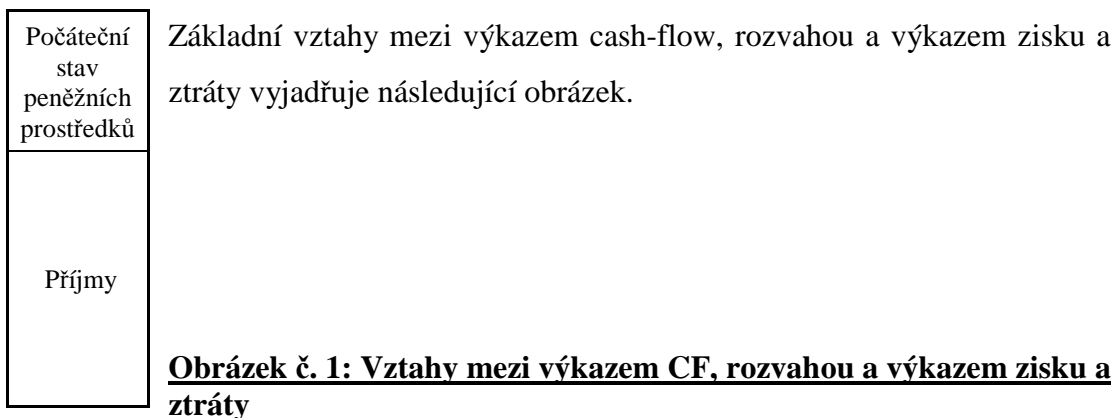 Počáteční
stav
peněžních
prostředků
Příjmy
Základní vztahy mezi výkazem cash-flow, rozvahou a výkazem zisku a
ztráty vyjadřuje následující obrázek.
Obrázek č. 1: Vztahy mezi výkazem CF, rozvahou a výkazem zisku a
ztráty